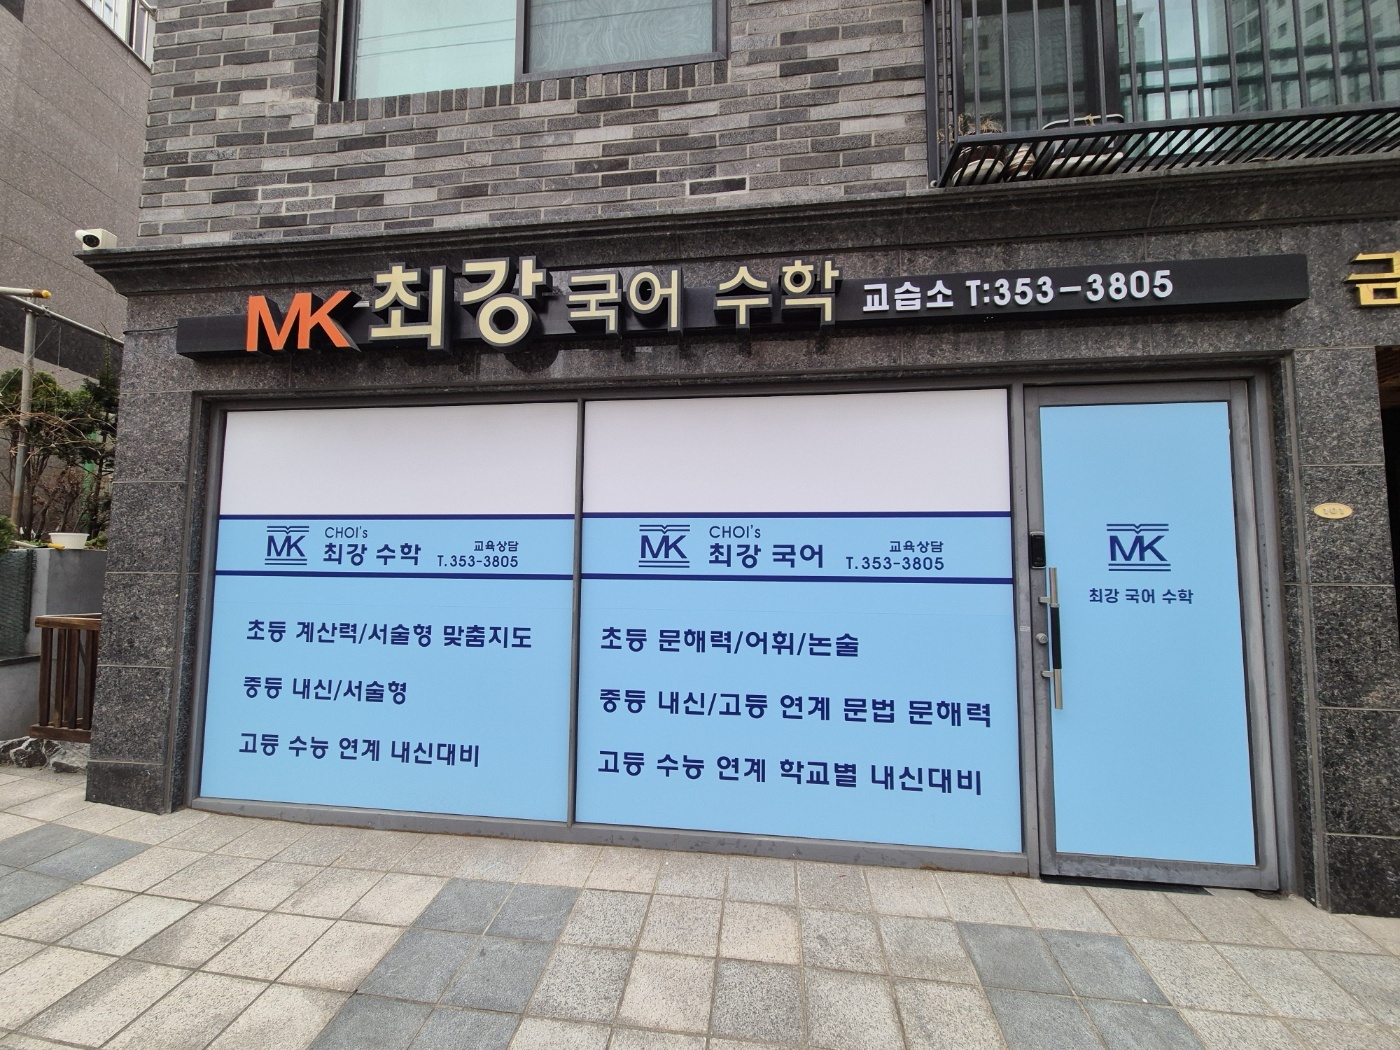 MK 최강 국어 수학 교습소 T:353-3805
금
MK
CHOI's
최강 수학
교육상담
T.353-3805
초등 계산력/서술형 맞춤지도
중등 내신/서술형
고등 수능 연계 내신대비
MK
CHOI's
최강 국어
교육상담
T.353-3805
초등 문해력/어휘/논술
중등 내신/고등 연계 문법 문해력
고등 수능 연계 학교별 내신대비
MK
최강 국어 수학
101